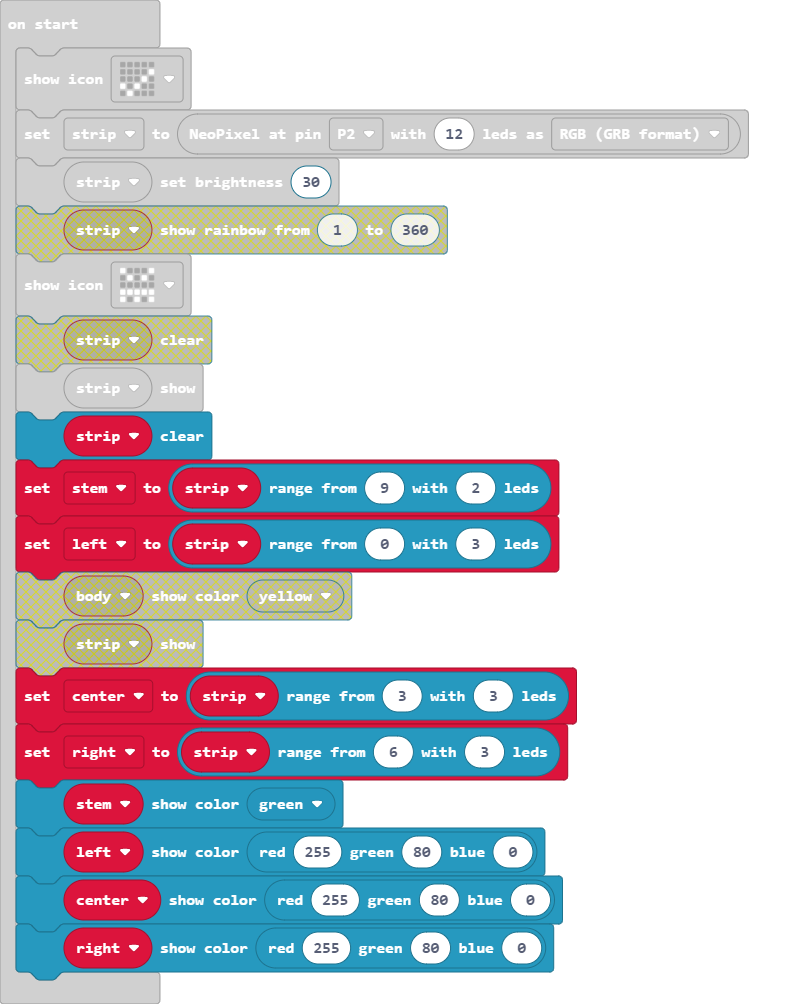 on start
show icon
set strip to NeoPixel at pin P2 with 12 leds as RGB (GRB format)
strip set brightness 30
strip show rainbow from 1 to 360
show icon
strip clear
strip show
strip clear
set stem to strip range from 9 with 2 leds
set left to strip range from 0 with 3 leds
body show color yellow
strip show
set center to strip range from 3 with 3 leds
set right to strip range from 6 with 3 leds
stem show color green
left show color red 255 green 80 blue 0
center show color red 255 green 80 blue 0
right show color red 255 green 80 blue 0